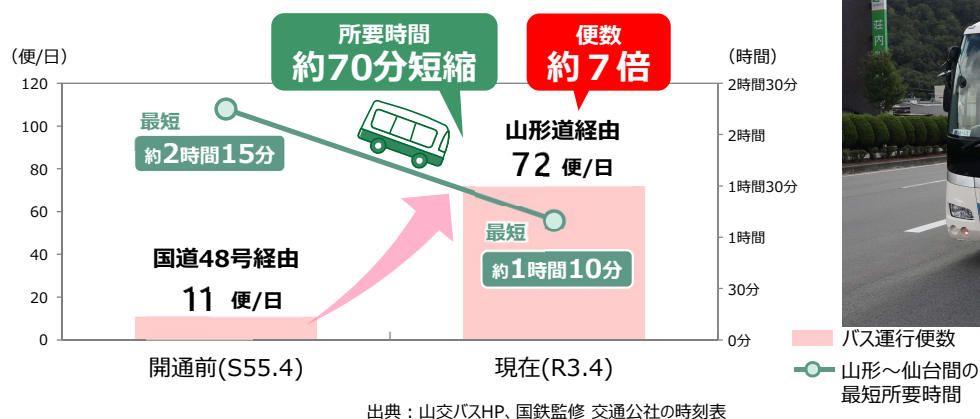 所要時間
約70分短縮
便数
約7倍
（便/日）
（時間）
120
100
80
60
40
20
0
2時間30分
2時間
1時間30分
1時間
30分
0分
最短
約2時間15分
山形道経由
72 便/日
最短
約1時間10分
国道48号経由
11 便/日
開通前(S55.4)
現在(R3.4)
荘内
バス運行便数
山形～仙台間の
最短所要時間
出典：山交バスHP、国鉄監修 交通公社の時刻表